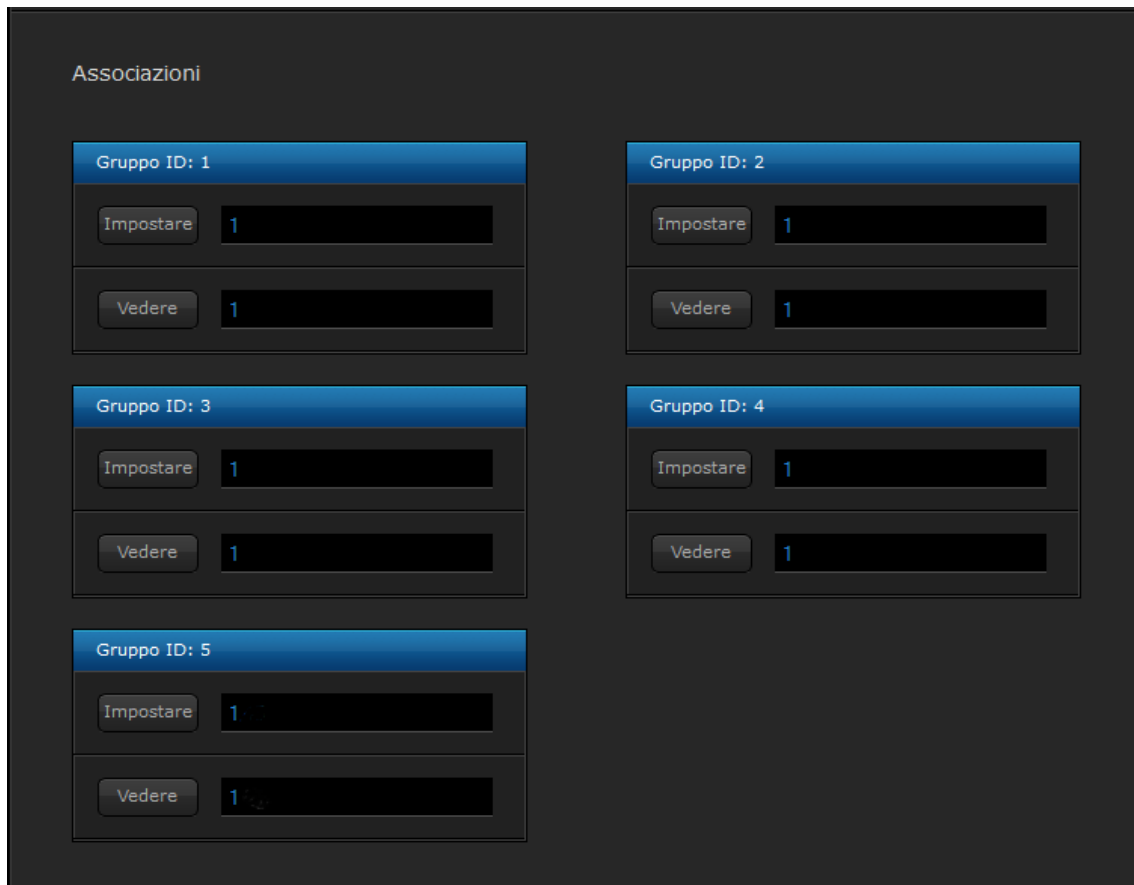 Associazioni
Gruppo ID: 1
Impostare 1
Vedere 1
Gruppo ID: 2
Impostare 1
Vedere 1
Gruppo ID: 3
Impostare 1
Vedere 1
Gruppo ID: 4
Impostare 1
Vedere 1
Gruppo ID: 5
Impostare 1
Vedere 1